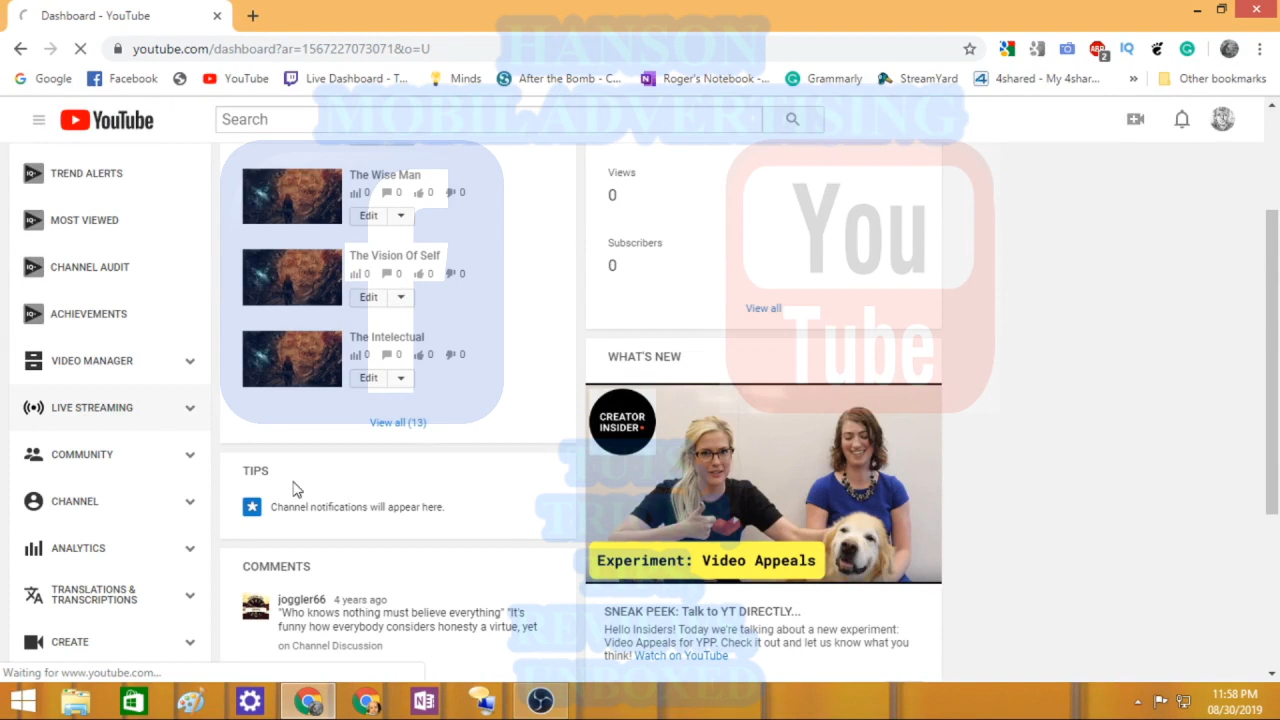 Dashboard - YouTube
youtube.com/dashboard?ar=1567227073071&o=U
ABP
2
IQ
Google
Facebook
YouTube
Live Dashboard - T...
Minds
After the Bomb - C...
Roger's Notebook -...
Grammarly
StreamYard
4shared - My 4shar...
»
Other bookmarks
HANSON
MOBILE ADVERTISING
YouTube
Search
TREND ALERTS
MOST VIEWED
CHANNEL AUDIT
ACHIEVEMENTS
VIDEO MANAGER
LIVE STREAMING
COMMUNITY
CHANNEL
ANALYTICS
TRANSLATIONS &
TRANSCRIPTIONS
CREATE
The Wise Man
0 0 0 0
Edit
The Vision Of Self
0 0 0 0
Edit
The Intelectual
0 0 0 0
Edit
View all (13)
f
TIPS
Channel notifications will appear here.
COMMENTS
joggler66 4 years ago
"Who knows nothing must believe everything" "It's
funny how everybody considers honesty a virtue, yet
on Channel Discussion
Views
0
Subscribers
0
View all
You
Tube
WHAT'S NEW
CREATOR
INSIDER
Experiment: Video Appeals
SNEAK PEEK: Talk to YT DIRECTLY...
Hello Insiders! Today we're talking about a new experiment:
Video Appeals for YPP. Check it out and let us know what you
think! Watch on YouTube
TUTS
UNBOXED
Waiting for www.youtube.com...
11:58 PM
08/30/2019